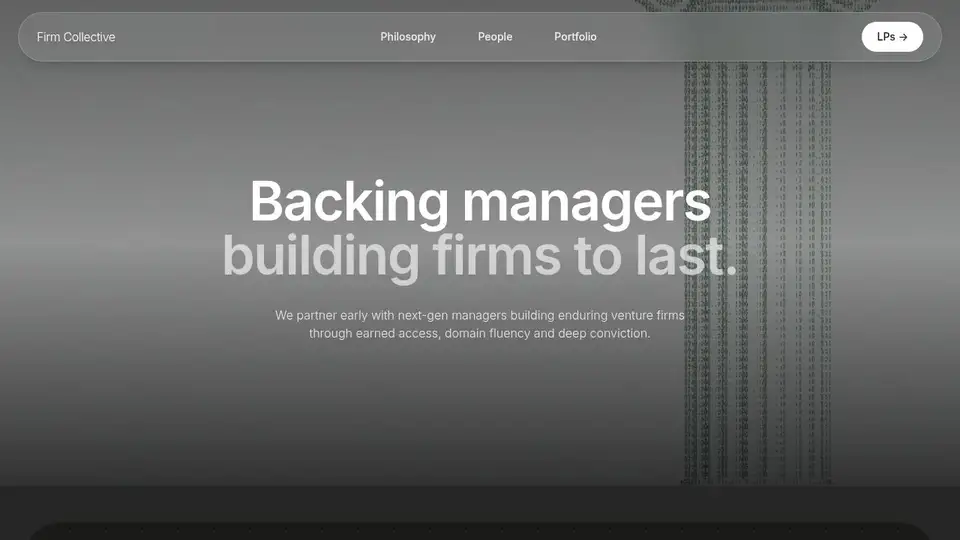 Firm Collective
Philosophy
People
Portfolio
LPs →
Backing managers
building firms to last.
We partner early with next-gen managers building enduring venture firms
through earned access, domain fluency and deep conviction.